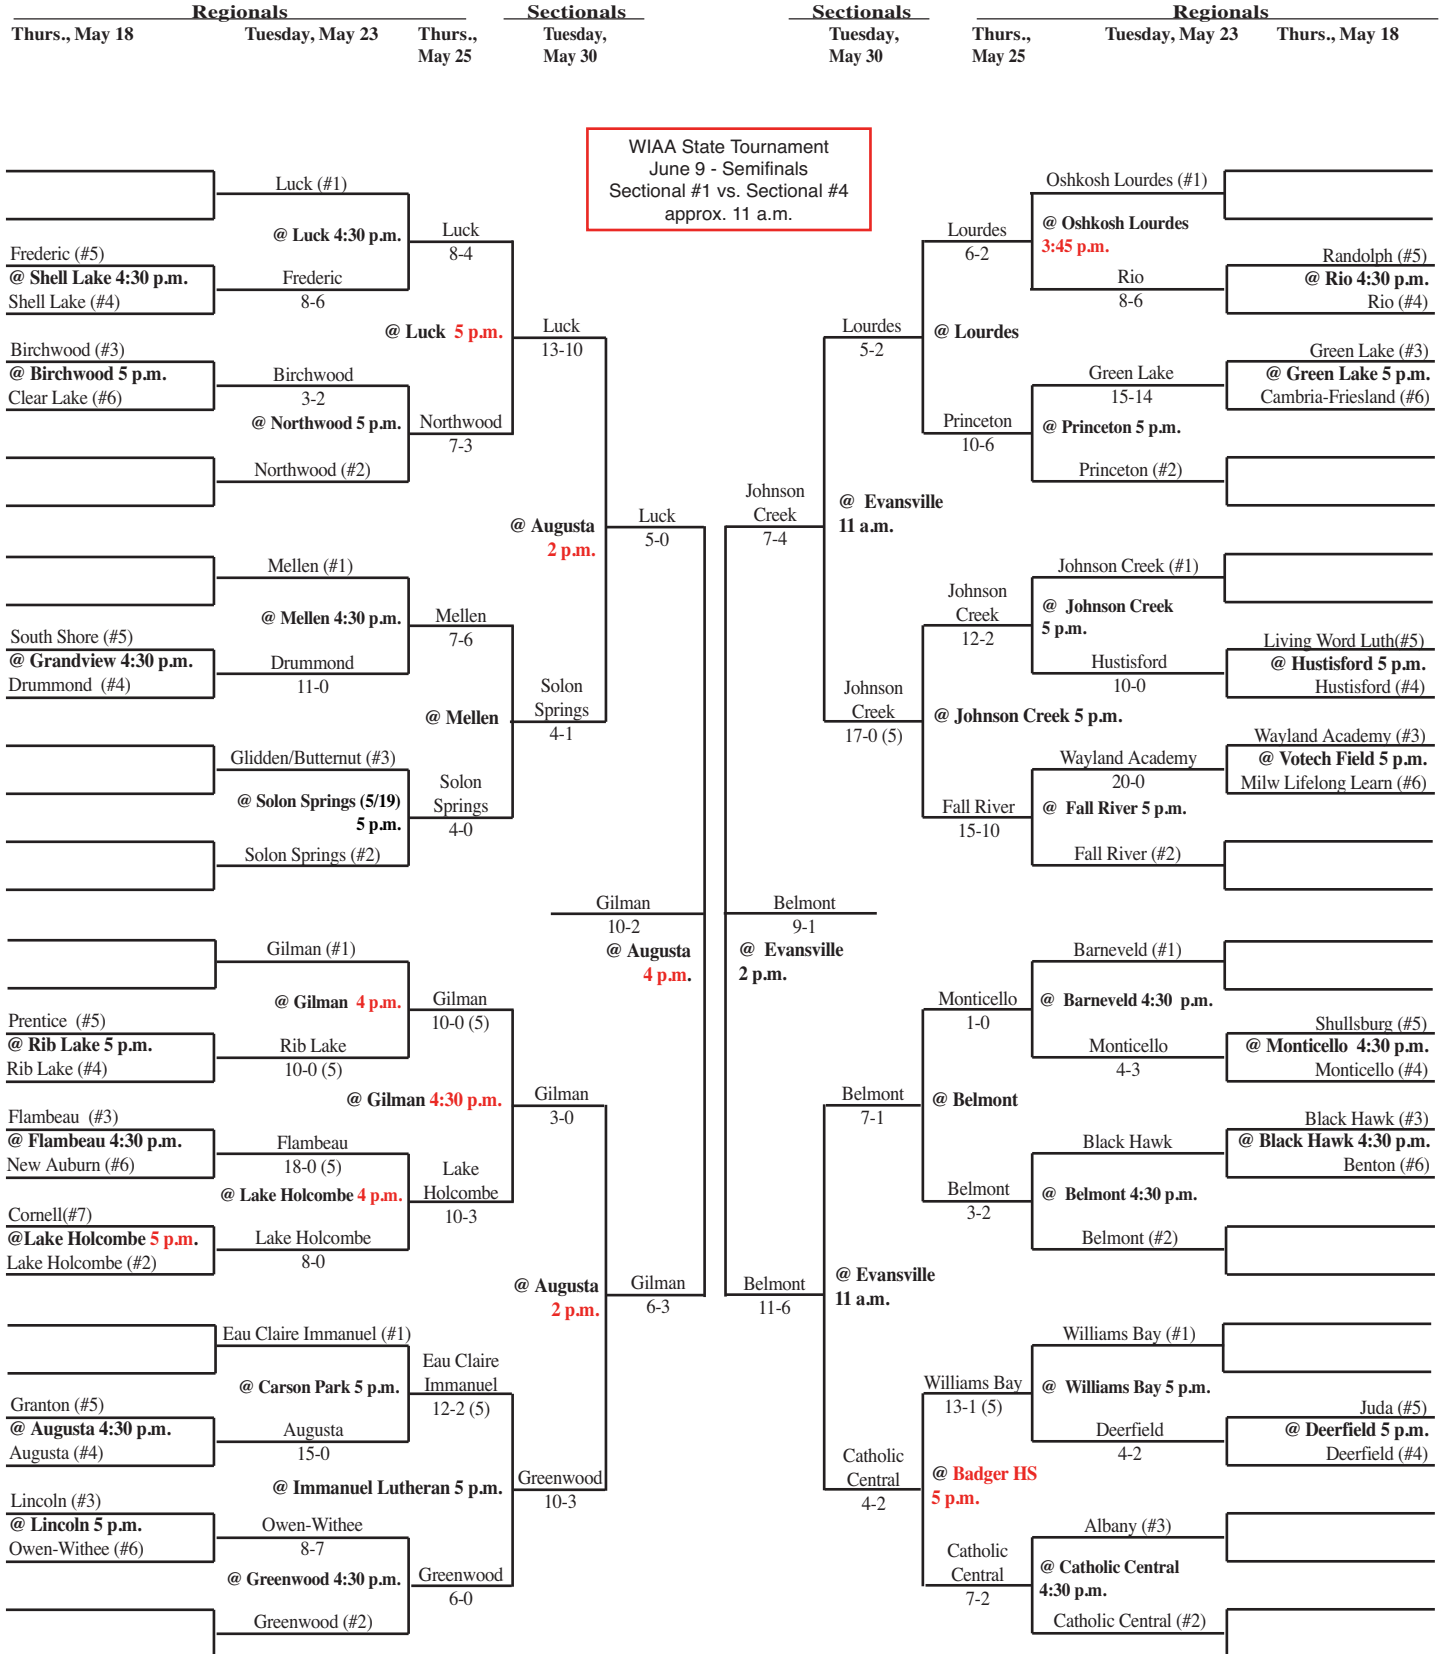 Regionals
Sectionals
Sectionals
Regionals
Thurs., May 18
Tuesday, May 23
Thurs.,
May 25
Tuesday,
May 30
Tuesday,
May 30
Thurs.,
May 25
Tuesday, May 23
Thurs., May 18
WIAA State Tournament
June 9 - Semifinals
Sectional #1 vs. Sectional #4
approx. 11 a.m.
Luck (#1)
@ Luck 4:30 p.m.
Frederic (#5)
@ Shell Lake 4:30 p.m.
Shell Lake (#4)
Frederic
8-6
Luck
8-4
@ Luck 5 p.m.
Birchwood (#3)
@ Birchwood 5 p.m.
Clear Lake (#6)
Birchwood
3-2
@ Northwood 5 p.m.
Northwood (#2)
Northwood
7-3
Luck
13-10
@ Augusta
2 p.m.
Luck
5-0
Mellen (#1)
@ Mellen 4:30 p.m.
South Shore (#5)
@ Grandview 4:30 p.m.
Drummond (#4)
Drummond
11-0
Mellen
7-6
@ Mellen
Glidden/Butternut (#3)
@ Solon Springs (5/19)
5 p.m.
Solon Springs (#2)
Solon
Springs
4-0
Solon
Springs
4-1
Gilman
10-2
@ Augusta
4 p.m.
Gilman (#1)
@ Gilman 4 p.m.
Prentice (#5)
@ Rib Lake 5 p.m.
Rib Lake (#4)
Rib Lake
10-0 (5)
Gilman
10-0 (5)
@ Gilman 4:30 p.m.
Flambeau (#3)
@ Flambeau 4:30 p.m.
New Auburn (#6)
Flambeau
18-0 (5)
@ Lake Holcombe 4 p.m.
Cornell(#7)
@Lake Holcombe 5 p.m.
Lake Holcombe (#2)
Lake Holcombe
8-0
Lake
Holcombe
10-3
Gilman
3-0
@ Augusta
2 p.m.
Gilman
6-3
Eau Claire Immanuel (#1)
@ Carson Park 5 p.m.
Granton (#5)
@ Augusta 4:30 p.m.
Augusta (#4)
Augusta
15-0
Eau Claire
Immanuel
12-2 (5)
@ Immanuel Lutheran 5 p.m.
Lincoln (#3)
@ Lincoln 5 p.m.
Owen-Withee (#6)
Owen-Withee
8-7
@ Greenwood 4:30 p.m.
Greenwood (#2)
Greenwood
6-0
Greenwood
10-3
Oshkosh Lourdes (#1)
@ Oshkosh Lourdes
3:45 p.m.
Randolph (#5)
@ Rio 4:30 p.m.
Rio (#4)
Rio
8-6
Lourdes
6-2
@ Lourdes
Green Lake (#3)
@ Green Lake 5 p.m.
Cambria-Friesland (#6)
Green Lake
15-14
@ Princeton 5 p.m.
Princeton (#2)
Princeton
10-6
Lourdes
5-2
@ Evansville
11 a.m.
Johnson
Creek
7-4
Johnson Creek (#1)
@ Johnson Creek
5 p.m.
Living Word Luth(#5)
@ Hustisford 5 p.m.
Hustisford (#4)
Hustisford
10-0
Johnson
Creek
12-2
@ Johnson Creek 5 p.m.
Wayland Academy (#3)
@ Votech Field 5 p.m.
Milw Lifelong Learn (#6)
Wayland Academy
20-0
@ Fall River 5 p.m.
Fall River (#2)
Fall River
15-10
Johnson
Creek
17-0 (5)
Belmont
9-1
@ Evansville
2 p.m.
Barneveld (#1)
@ Barneveld 4:30 p.m.
Shullsburg (#5)
@ Monticello 4:30 p.m.
Monticello (#4)
Monticello
4-3
Monticello
1-0
@ Belmont
Black Hawk (#3)
@ Black Hawk 4:30 p.m.
Benton (#6)
Black Hawk
@ Belmont 4:30 p.m.
Belmont (#2)
Belmont
3-2
Belmont
7-1
@ Evansville
11 a.m.
Belmont
11-6
Williams Bay (#1)
@ Williams Bay 5 p.m.
Juda (#5)
@ Deerfield 5 p.m.
Deerfield (#4)
Deerfield
4-2
Williams Bay
13-1 (5)
@ Badger HS
5 p.m.
Albany (#3)
@ Catholic Central
4:30 p.m.
Catholic Central (#2)
Catholic
Central
7-2
Catholic
Central
4-2